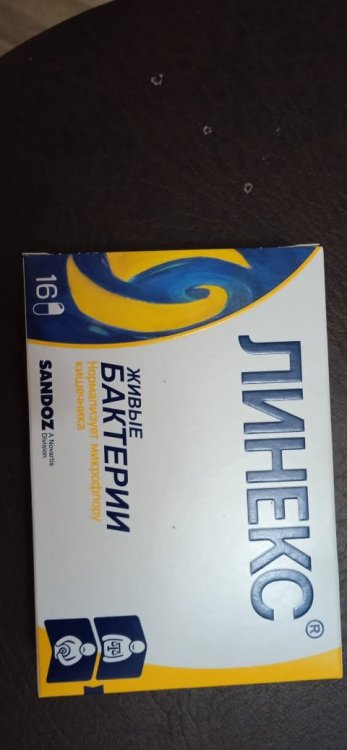 ЛИНЕКС®
ЖИВЫЕ
БАКТЕРИИ
Нормализует микрофлору
кишечника
16
SANDOZ
A Novartis
Division